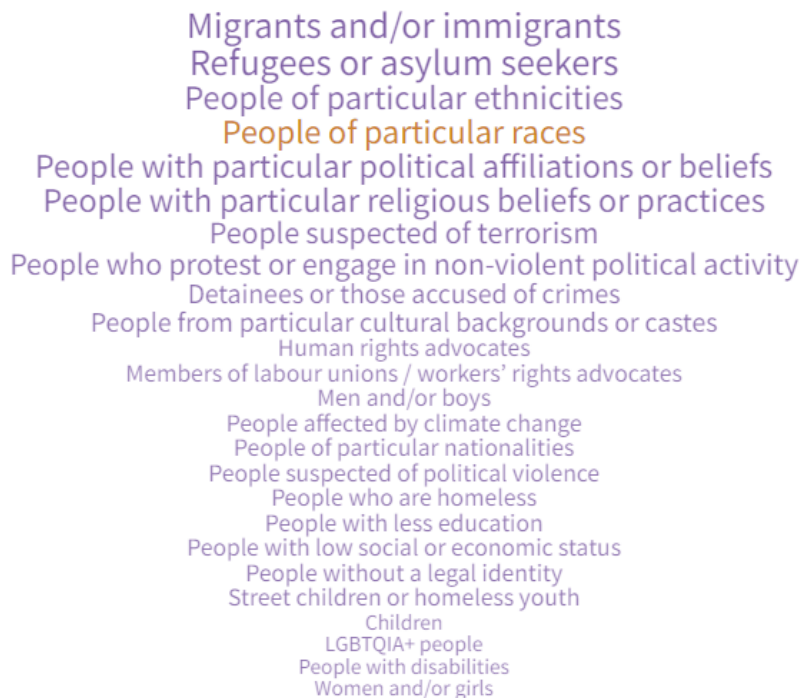 Migrants and/or immigrants
Refugees or asylum seekers
People of particular ethnicities
People of particular races
People with particular political affiliations or beliefs
People with particular religious beliefs or practices
People suspected of terrorism
People who protest or engage in non-violent political activity
Detainees or those accused of crimes
People from particular cultural backgrounds or castes
Human rights advocates
Members of labour unions / workers’ rights advocates
Men and/or boys
People affected by climate change
People of particular nationalities
People suspected of political violence
People who are homeless
People with less education
People with low social or economic status
People without a legal identity
Street children or homeless youth
Children
LGBTQIA+ people
People with disabilities
Women and/or girls